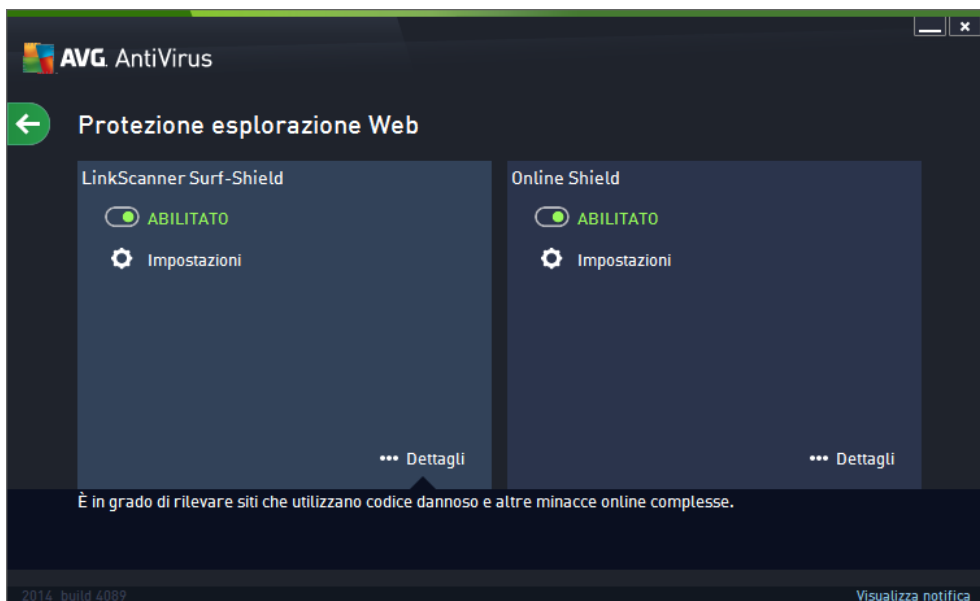 AVG. AntiVirus
Protezione esplorazione Web
LinkScanner Surf-Shield
ABILITATO
Impostazioni
Dettagli
Online Shield
ABILITATO
Impostazioni
Dettagli
È in grado di rilevare siti che utilizzano codice dannoso e altre minacce online complesse.
2014 build 4089
Visualizza notifica